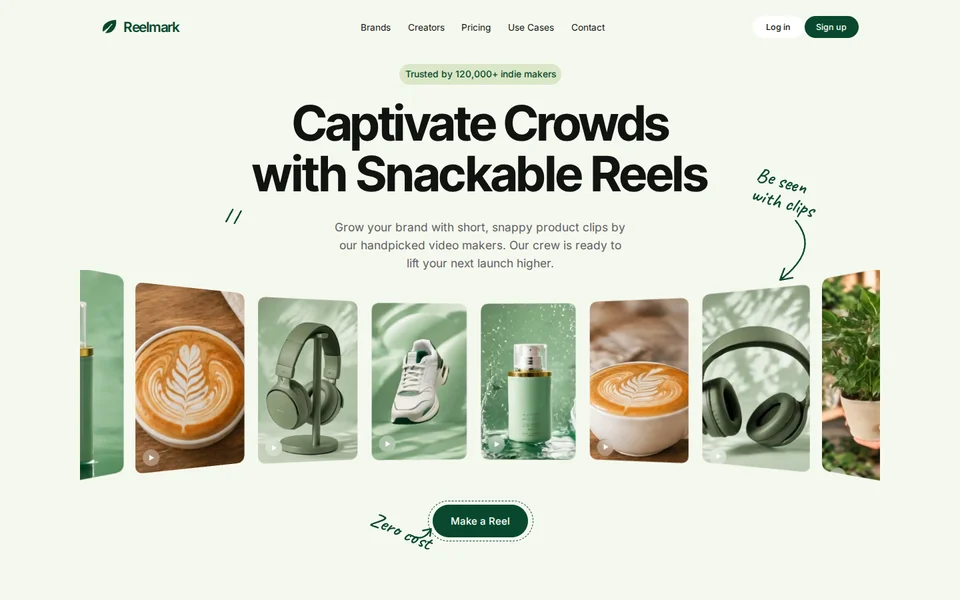 Reelmark
Brands Creators Pricing Use Cases Contact
Log in Sign up
Trusted by 120,000+ indie makers
Captivate Crowds
with Snackable Reels
Be seen
with clips
Grow your brand with short, snappy product clips by
our handpicked video makers. Our crew is ready to
lift your next launch higher.
Make a Reel
Zero cost